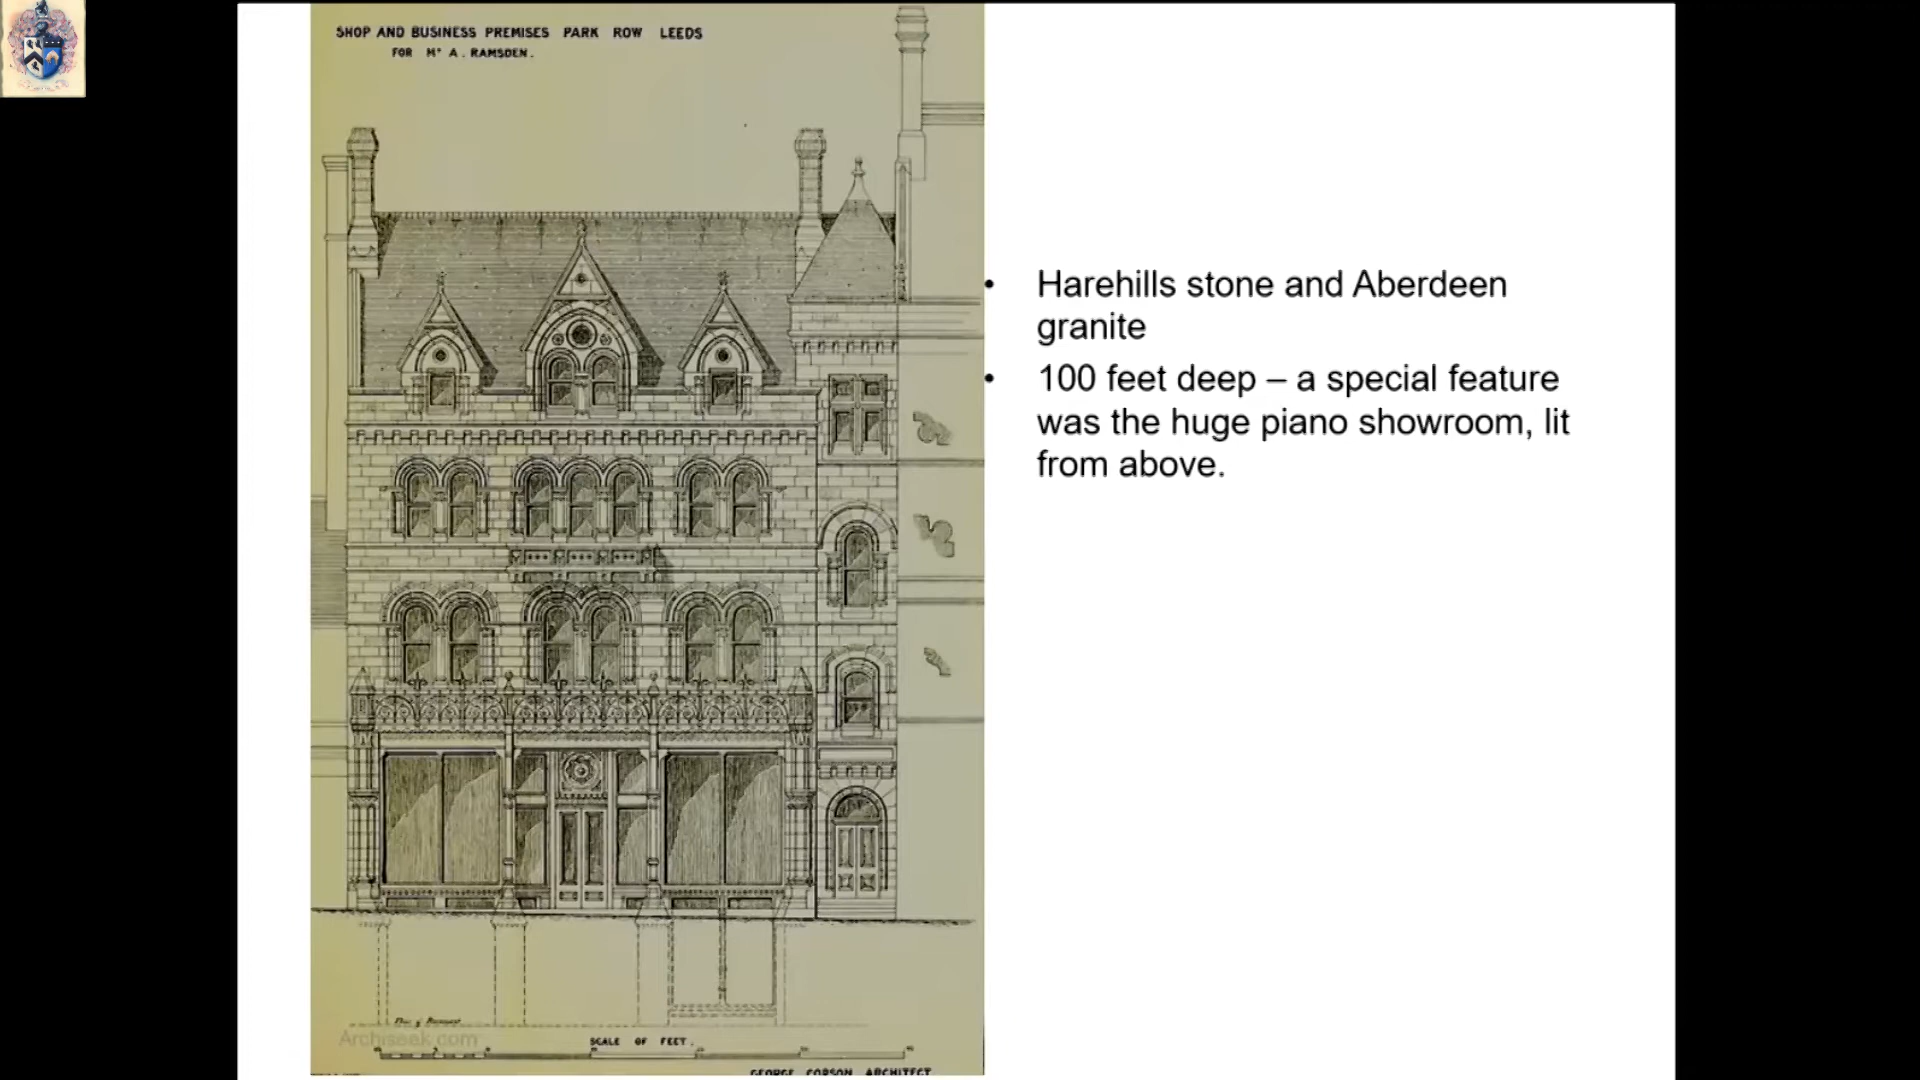 SHOP AND BUSINESS PREMISES PARK ROW LEEDS
FOR Mr A. RAMSDEN.
• Harehills stone and Aberdeen
granite
• 100 feet deep – a special feature
was the huge piano showroom, lit
from above.
Archiseek.com
SCALE OF FEET.
GEORGE CORSON ARCHITECT